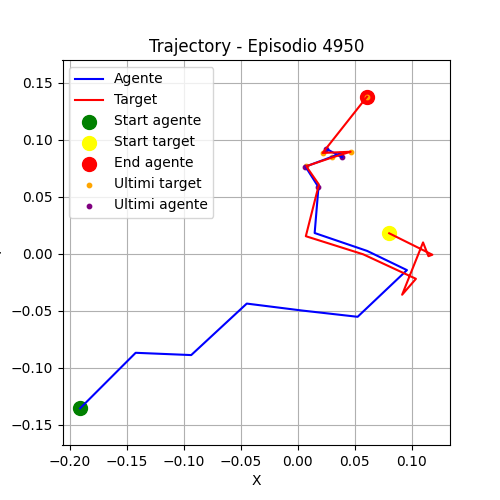 Trajectory - Episodio 4950
Agente
Target
Start agente
Start target
End agente
Ultimi target
Ultimi agente
0.15
0.10
0.05
0.00
−0.05
−0.10
−0.15
−0.20 −0.15 −0.10 −0.05 0.00 0.05 0.10
X